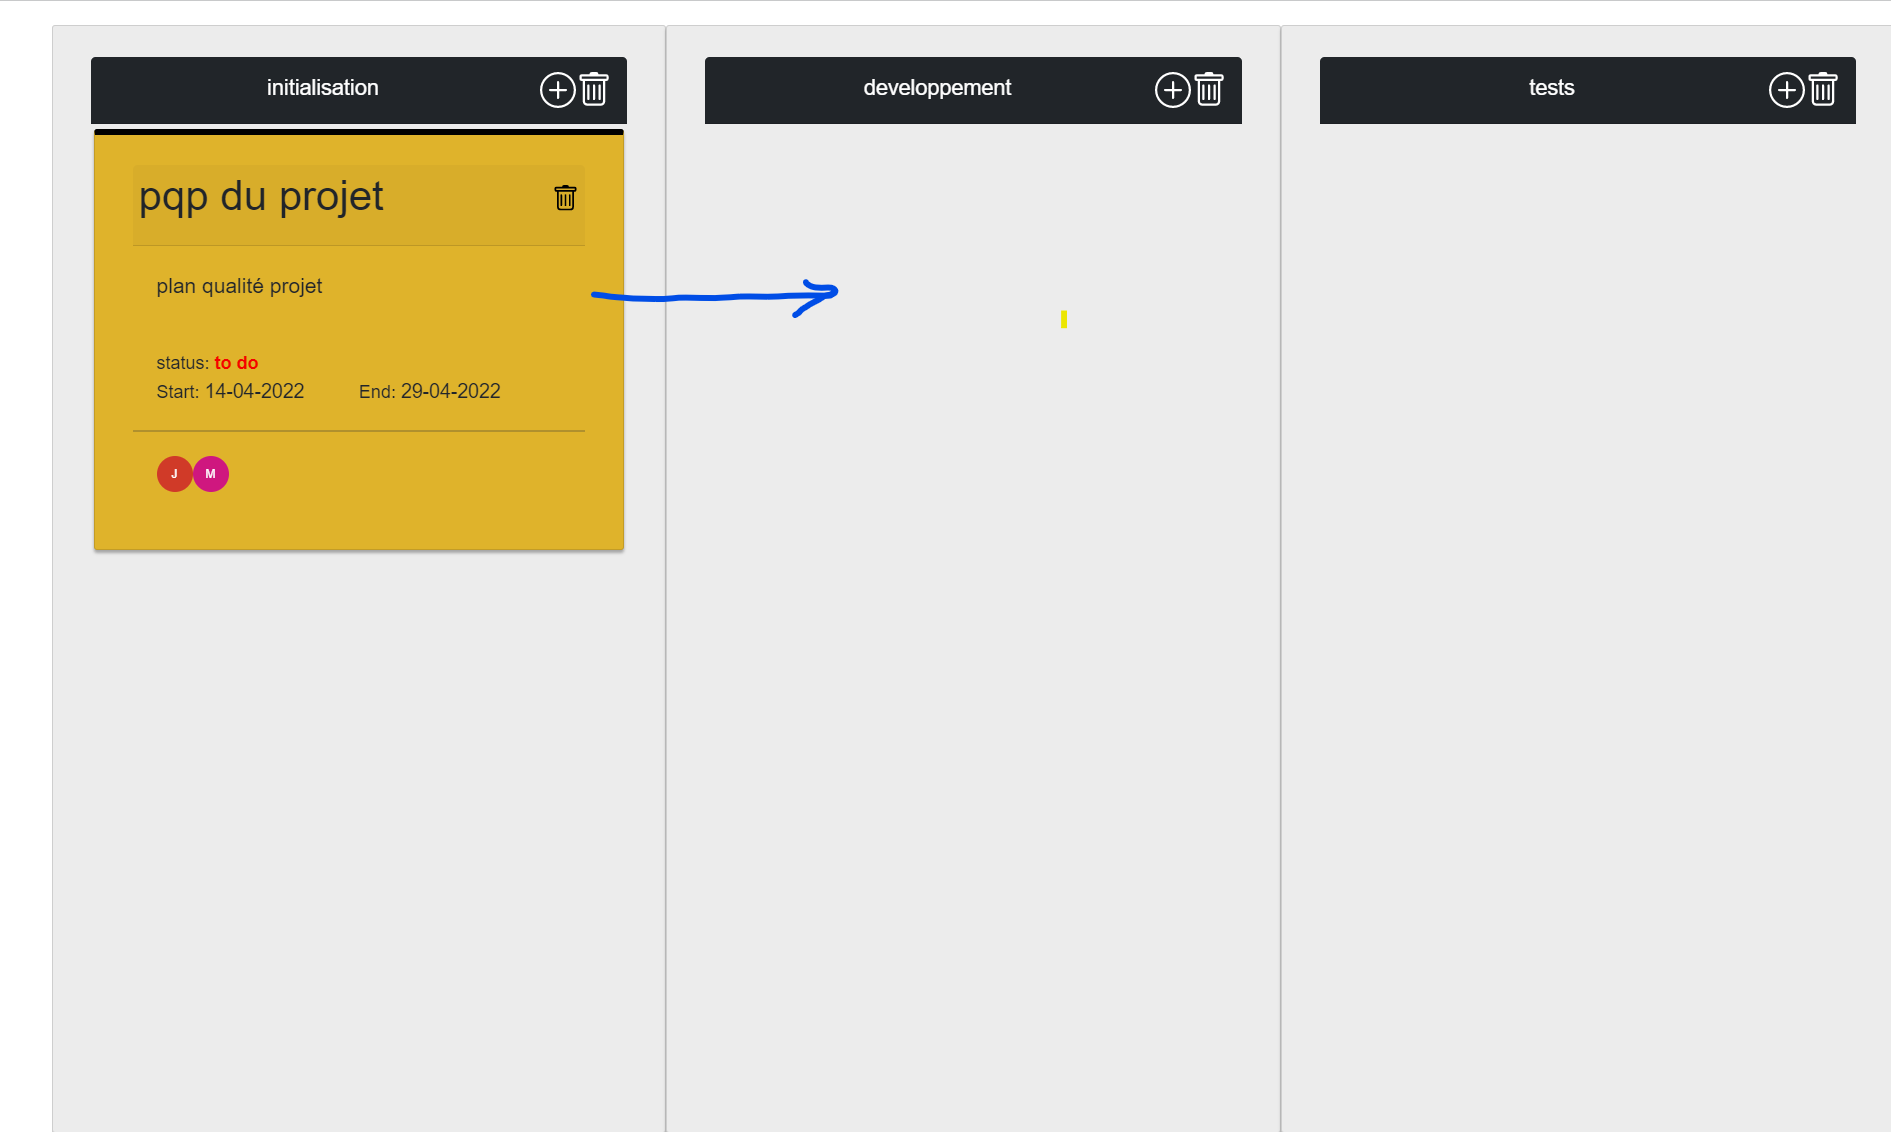 initialisation
developpement
tests
pqp du projet
plan qualité projet
status: to do
Start: 14-04-2022 End: 29-04-2022
J M